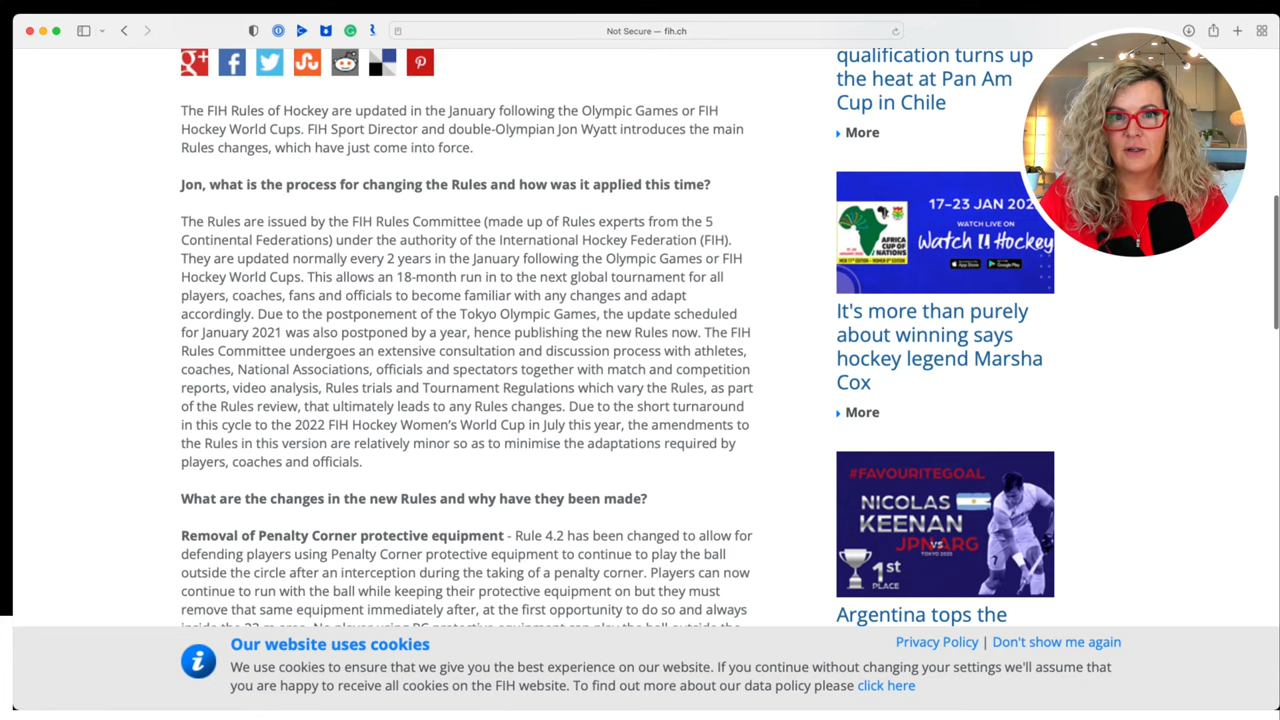 Not Secure — fih.ch
The FIH Rules of Hockey are updated in the January following the Olympic Games or FIH
Hockey World Cups. FIH Sport Director and double-Olympian Jon Wyatt introduces the main
Rules changes, which have just come into force.
Jon, what is the process for changing the Rules and how was it applied this time?
The Rules are issued by the FIH Rules Committee (made up of Rules experts from the 5
Continental Federations) under the authority of the International Hockey Federation (FIH).
They are updated normally every 2 years in the January following the Olympic Games or FIH
Hockey World Cups. This allows an 18-month run in to the next global tournament for all
players, coaches, fans and officials to become familiar with any changes and adapt
accordingly. Due to the postponement of the Tokyo Olympic Games, the update scheduled
for January 2021 was also postponed by a year, hence publishing the new Rules now. The FIH
Rules Committee undergoes an extensive consultation and discussion process with athletes,
coaches, National Associations, officials and spectators together with match and competition
reports, video analysis, Rules trials and Tournament Regulations which vary the Rules, as part
of the Rules review, that ultimately leads to any Rules changes. Due to the short turnaround
in this cycle to the 2022 FIH Hockey Women's World Cup in July this year, the amendments to
the Rules in this version are relatively minor so as to minimise the adaptations required by
players, coaches and officials.
What are the changes in the new Rules and why have they been made?
Removal of Penalty Corner protective equipment - Rule 4.2 has been changed to allow for
defending players using Penalty Corner protective equipment to continue to play the ball
outside the circle after an interception during the taking of a penalty corner. Players can now
continue to run with the ball while keeping their protective equipment on but they must
remove that same equipment immediately after, at the first opportunity to do so and always
qualification turns up
the heat at Pan Am
Cup in Chile
More
17-23 JAN 202
WATCH LIVE ON
Watch Hockey
AFRICA
CUP OF
NATIONS
App Store
Google Play
It's more than purely
about winning says
hockey legend Marsha
Cox
More
#FAVOURITEGOAL
NICOLAS
KEENAN
VS
JPN ARG
TOKYO 2020
1ST
PLACE
Argentina tops the
Our website uses cookies
Privacy Policy | Don't show me again
We use cookies to ensure that we give you the best experience on our website. If you continue without changing your settings we'll assume that
you are happy to receive all cookies on the FIH website. To find out more about our data policy please click here